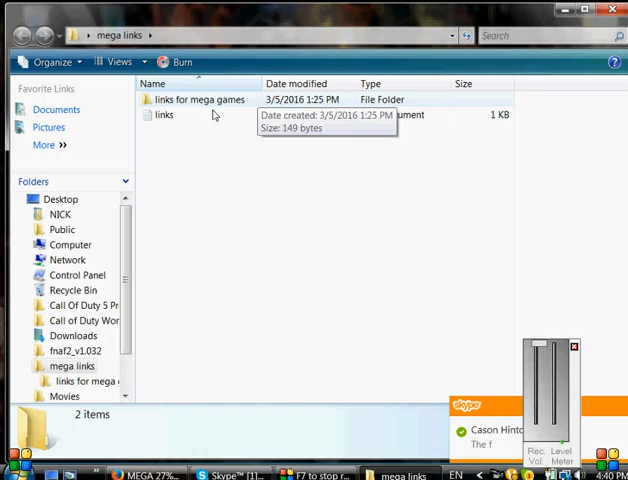 mega links
Search
Organize
Views
Burn
Favorite Links
Documents
Pictures
More
Name
Date modified
Type
Size
links for mega games
3/5/2016 1:25 PM
File Folder
links
ument
1 KB
Date created: 3/5/2016 1:25 PM
Size: 149 bytes
Folders
Desktop
NICK
Public
Computer
Network
Control Panel
Recycle Bin
Call Of Duty 5 Pr
Call of Duty Wor
Downloads
fnaf2_v1.032
mega links
links for mega
Movies
2 items
skype
Cason Hinto
The f
Rec. Vol.
Level Meter
MEGA 27%
Skype™ [1]
F7 to stop r
mega links
EN
4:40 P